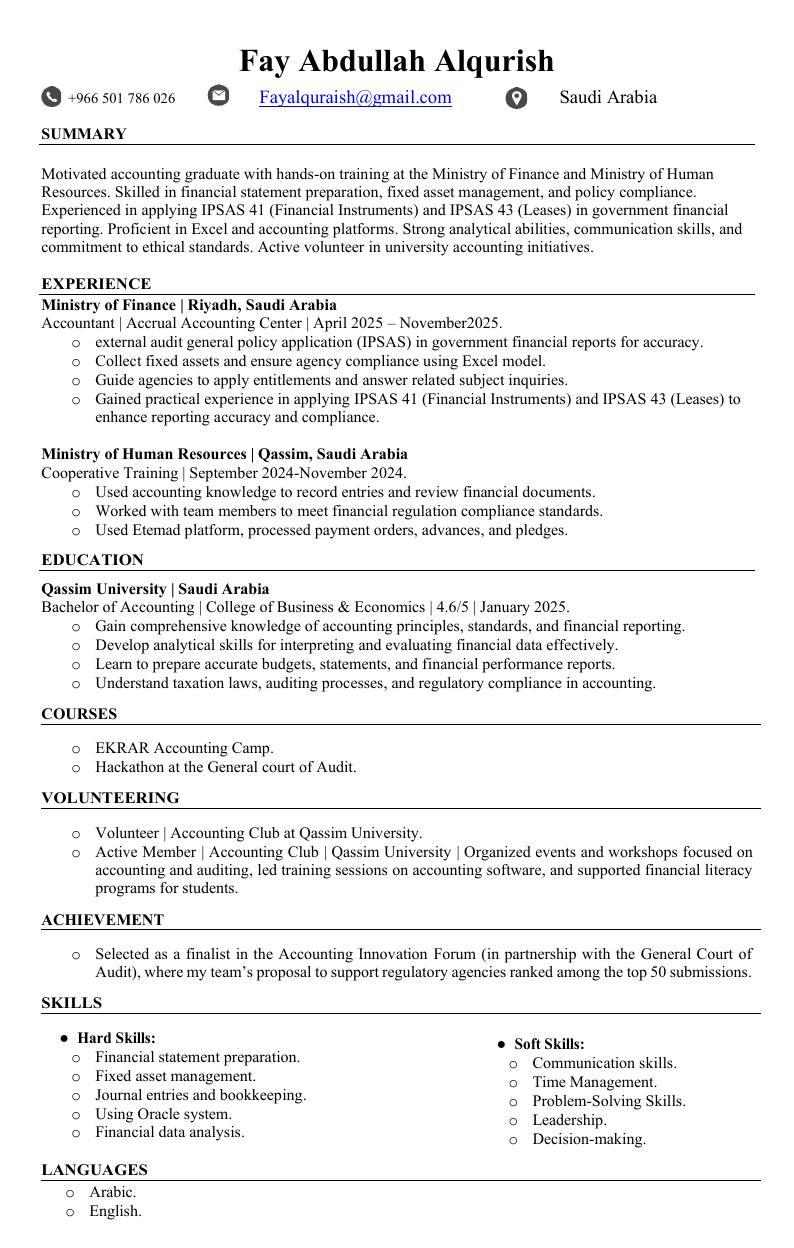 Fay Abdullah Alqurish
+966 501 786 026 Fayalquraish@gmail.com Saudi Arabia
SUMMARY
Motivated accounting graduate with hands-on training at the Ministry of Finance and Ministry of Human
Resources. Skilled in financial statement preparation, fixed asset management, and policy compliance.
Experienced in applying IPSAS 41 (Financial Instruments) and IPSAS 43 (Leases) in government financial
reporting. Proficient in Excel and accounting platforms. Strong analytical abilities, communication skills, and
commitment to ethical standards. Active volunteer in university accounting initiatives.
EXPERIENCE
Ministry of Finance | Riyadh, Saudi Arabia
Accountant | Accrual Accounting Center | April 2025 – November2025.
o external audit general policy application (IPSAS) in government financial reports for accuracy.
o Collect fixed assets and ensure agency compliance using Excel model.
o Guide agencies to apply entitlements and answer related subject inquiries.
o Gained practical experience in applying IPSAS 41 (Financial Instruments) and IPSAS 43 (Leases) to
enhance reporting accuracy and compliance.
Ministry of Human Resources | Qassim, Saudi Arabia
Cooperative Training | September 2024-November 2024.
o Used accounting knowledge to record entries and review financial documents.
o Worked with team members to meet financial regulation compliance standards.
o Used Etemad platform, processed payment orders, advances, and pledges.
EDUCATION
Qassim University | Saudi Arabia
Bachelor of Accounting | College of Business & Economics | 4.6/5 | January 2025.
o Gain comprehensive knowledge of accounting principles, standards, and financial reporting.
o Develop analytical skills for interpreting and evaluating financial data effectively.
o Learn to prepare accurate budgets, statements, and financial performance reports.
o Understand taxation laws, auditing processes, and regulatory compliance in accounting.
COURSES
o EKRAR Accounting Camp.
o Hackathon at the General court of Audit.
VOLUNTEERING
o Volunteer | Accounting Club at Qassim University.
o Active Member | Accounting Club | Qassim University | Organized events and workshops focused on
accounting and auditing, led training sessions on accounting software, and supported financial literacy
programs for students.
ACHIEVEMENT
o Selected as a finalist in the Accounting Innovation Forum (in partnership with the General Court of
Audit), where my team’s proposal to support regulatory agencies ranked among the top 50 submissions.
SKILLS
● Hard Skills:
o Financial statement preparation.
o Fixed asset management.
o Journal entries and bookkeeping.
o Using Oracle system.
o Financial data analysis.
● Soft Skills:
o Communication skills.
o Time Management.
o Problem-Solving Skills.
o Leadership.
o Decision-making.
LANGUAGES
o Arabic.
o English.